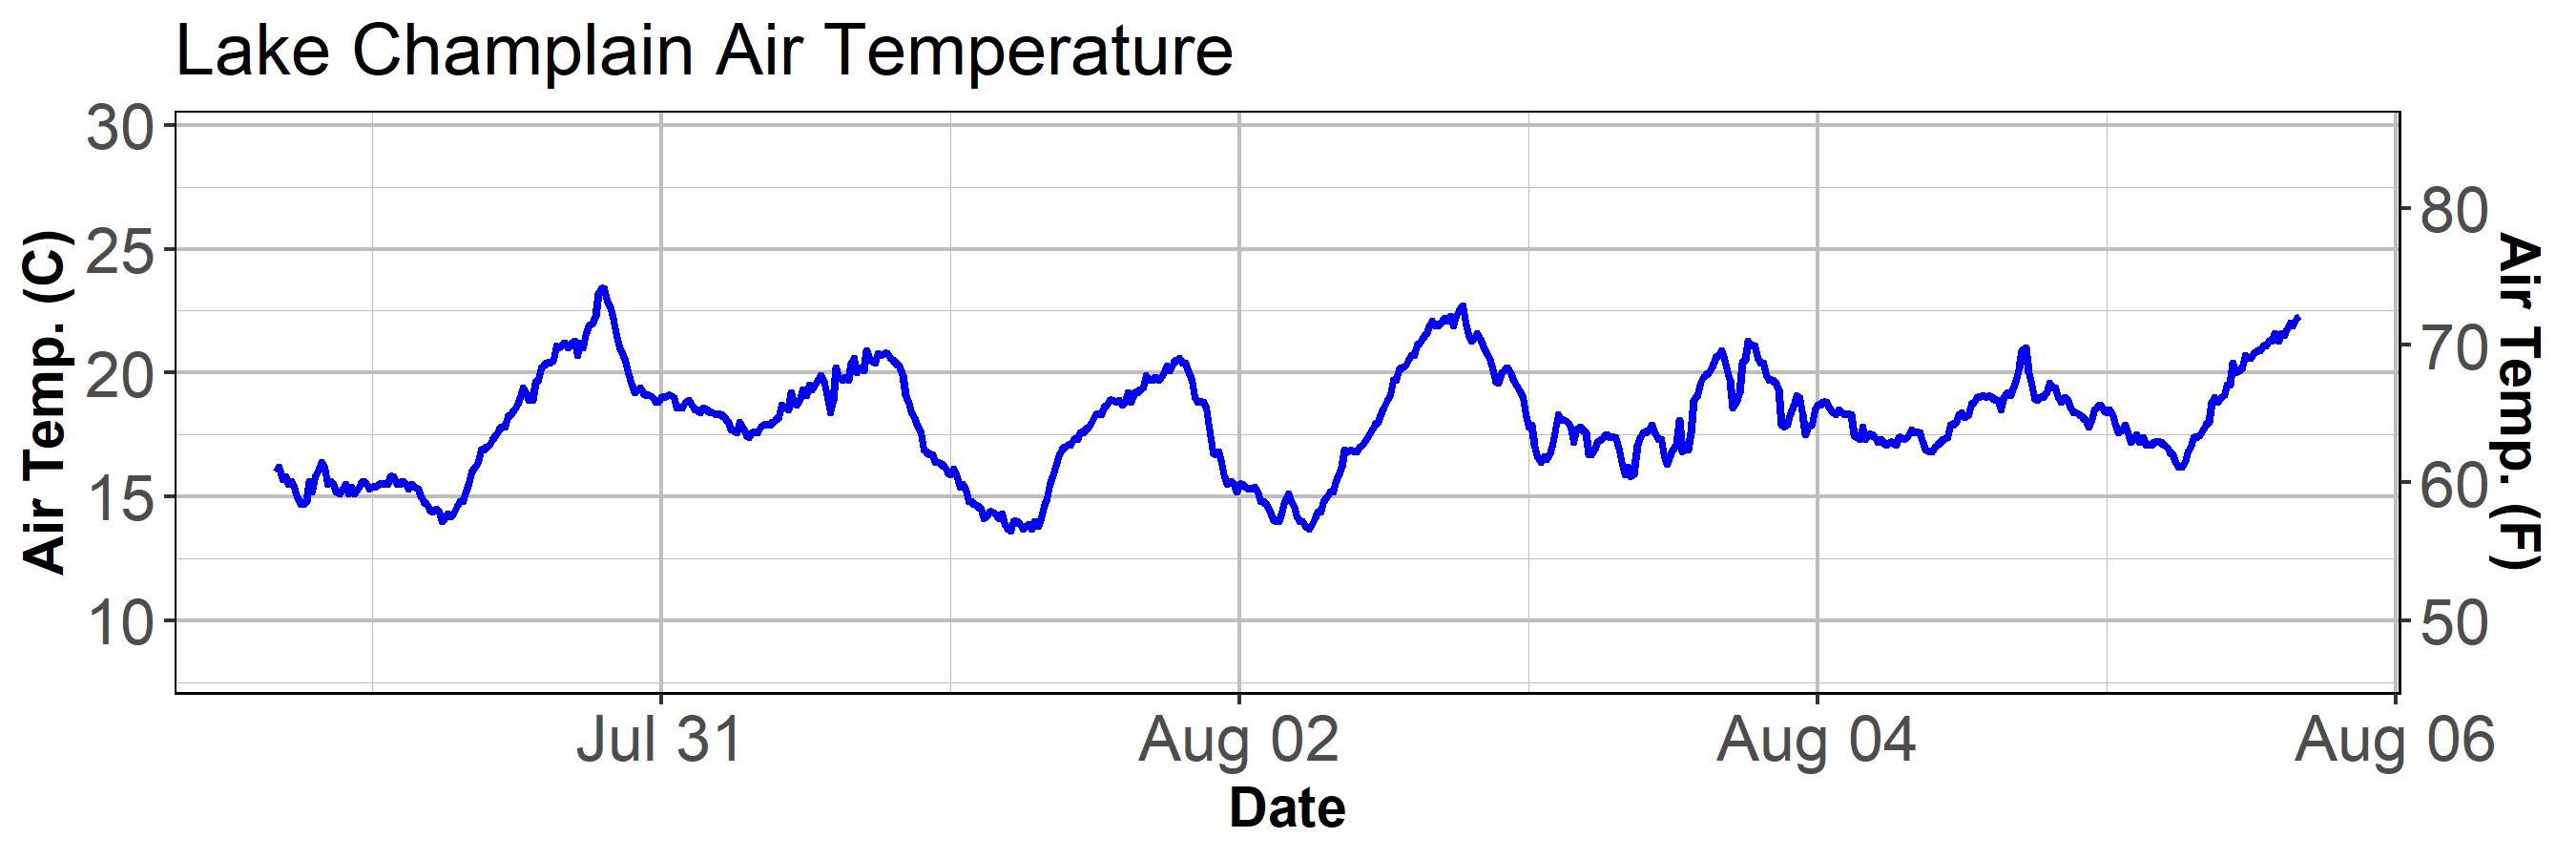 Lake Champlain Air Temperature
30
25
20
15
10
Air Temp. (C)
80
70
60
50
Air Temp. (F)
Jul 31 Aug 02 Aug 04 Aug 06
Date